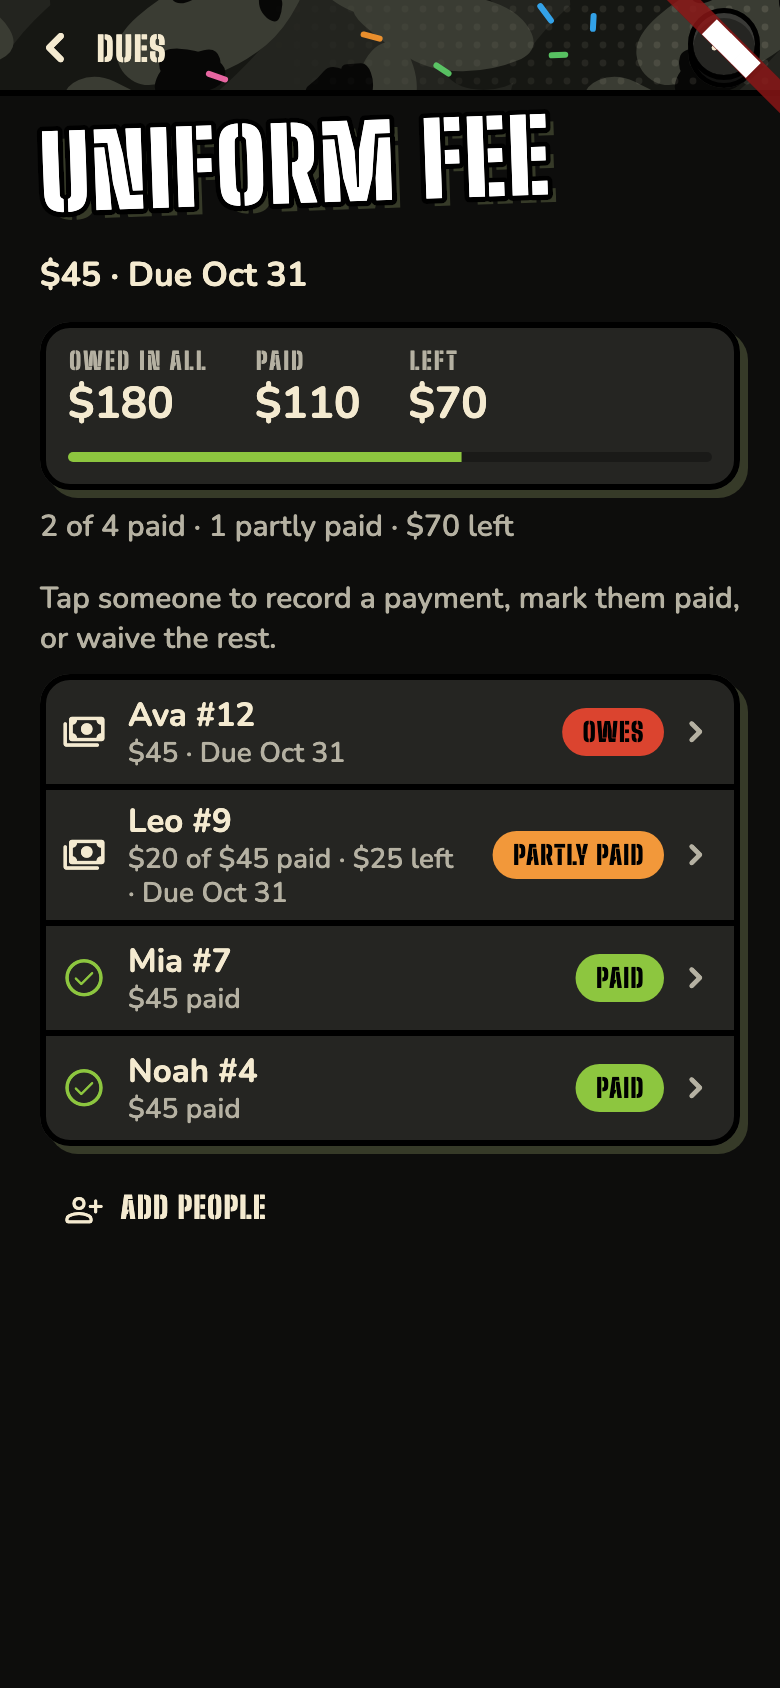 DUES
UNIFORM FEE
$45 · Due Oct 31
OWED IN ALL PAID LEFT
$180 $110 $70
2 of 4 paid · 1 partly paid · $70 left
Tap someone to record a payment, mark them paid,
or waive the rest.
Ava #12
$45 · Due Oct 31
OWES
Leo #9
$20 of $45 paid · $25 left
· Due Oct 31
PARTLY PAID
Mia #7
$45 paid
PAID
Noah #4
$45 paid
PAID
ADD PEOPLE